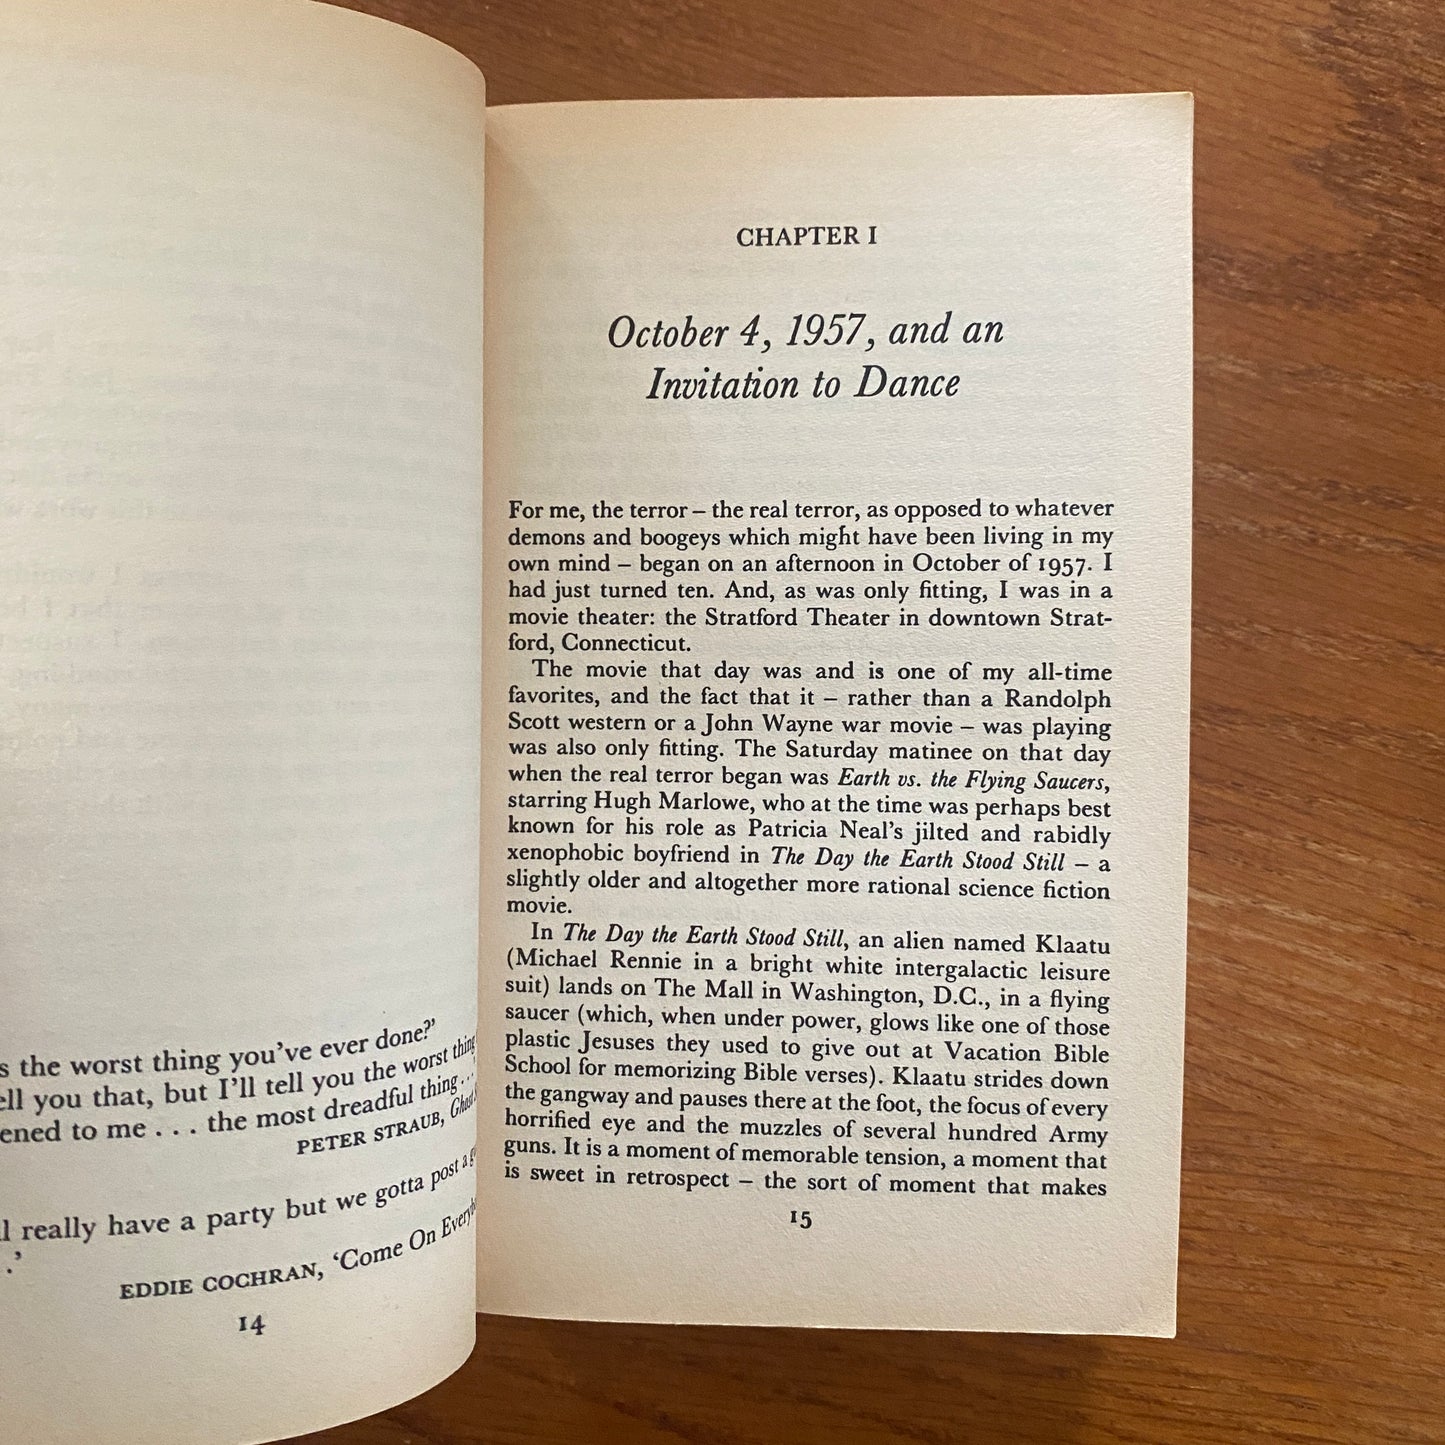 s the worst thing you've ever done?'
ell you that, but I'll tell you the worst thing
ened to me . . . the most dreadful thing . . .'
PETER STRAUB,
ll really have a party but we gotta post a
.'
EDDIE COCHRAN, 'Come On
14
CHAPTER I
October 4, 1957, and an
Invitation to Dance
For me, the terror – the real terror, as opposed to whatever
demons and boogeys which might have been living in my
own mind – began on an afternoon in October of 1957. I
had just turned ten. And, as was only fitting, I was in a
movie theater: the Stratford Theater in downtown Strat-
ford, Connecticut.
The movie that day was and is one of my all-time
favorites, and the fact that it – rather than a Randolph
Scott western or a John Wayne war movie – was playing
was also only fitting. The Saturday matinee on that day
when the real terror began was Earth vs. the Flying Saucers,
starring Hugh Marlowe, who at the time was perhaps best
known for his role as Patricia Neal's jilted and rabidly
xenophobic boyfriend in The Day the Earth Stood Still – a
slightly older and altogether more rational science fiction
movie.
In The Day the Earth Stood Still, an alien named Klaatu
(Michael Rennie in a bright white intergalactic leisure
suit) lands on The Mall in Washington, D.C., in a flying
saucer (which, when under power, glows like one of those
plastic Jesuses they used to give out at Vacation Bible
School for memorizing Bible verses). Klaatu strides down
the gangway and pauses there at the foot, the focus of every
horrified eye and the muzzles of several hundred Army
guns. It is a moment of memorable tension, a moment that
is sweet in retrospect – the sort of moment that makes
15